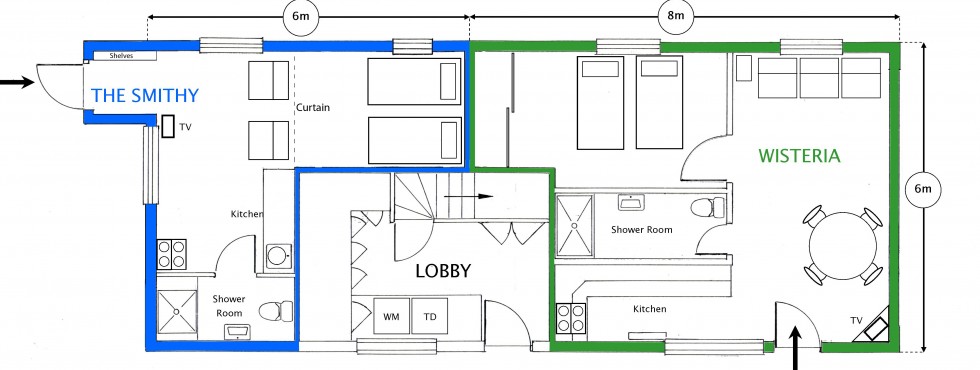 6m
8m
Shelves
THE SMITHY
TV
Curtain
WISTERIA
6m
Kitchen
Shower Room
LOBBY
Shower
Room
WM
TD
Kitchen
TV